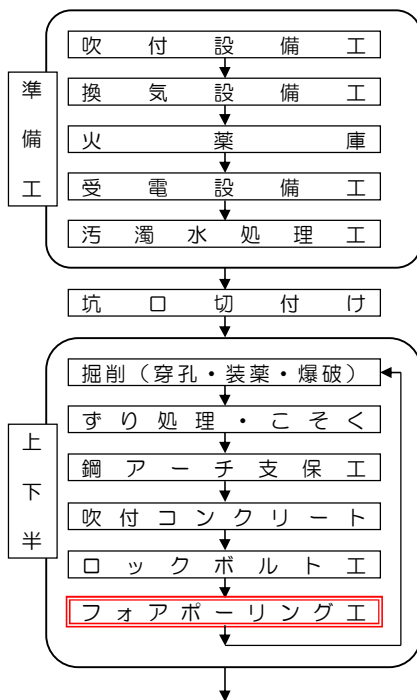 準備工
吹付設備工
換気設備工
火薬庫
受電設備工
汚濁水処理工
坑口切付け
上下半
掘削（穿孔・装薬・爆破）
ずり処理・こそく
鋼アーチ支保工
吹付コンクリート
ロックボルト工
フォアポーリング工